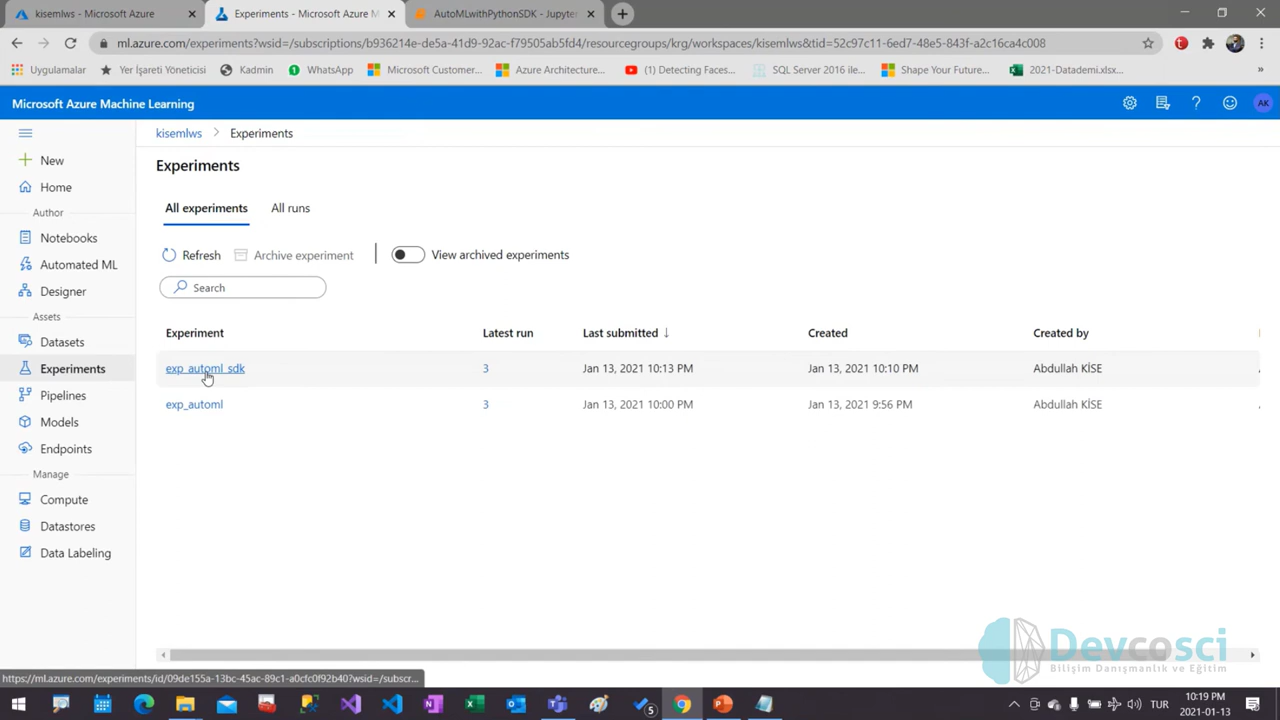 kisemlws - Microsoft Azure
Experiments - Microsoft Azure M
AutoMLwithPythonSDK - Jupyter
ml.azure.com/experiments?wsid=/subscriptions/b936214e-de5a-41d9-92ac-f79505ab5fd4/resourcegroups/krg/workspaces/kisemlws&tid=52c97c11-6ed7-48e5-843f-a2c16ca4c008
Uygulamalar
Yer İşareti Yöneticisi
Kadmin
WhatsApp
Microsoft Customer...
Azure Architecture...
(1) Detecting Faces...
SQL Server 2016 ile...
Shape Your Future...
2021-Datademi.xlsx...
Microsoft Azure Machine Learning
AK
New
Home
Author
Notebooks
Automated ML
Designer
Assets
Datasets
Experiments
Pipelines
Models
Endpoints
Manage
Compute
Datastores
Data Labeling
kisemlws > Experiments
Experiments
All experiments All runs
Refresh Archive experiment View archived experiments
Search
Experiment Latest run Last submitted ↓ Created Created by
exp_automl_sdk 3 Jan 13, 2021 10:13 PM Jan 13, 2021 10:10 PM Abdullah KİSE
exp_automl 3 Jan 13, 2021 10:00 PM Jan 13, 2021 9:56 PM Abdullah KİSE
Devcosci
Bilişim Danışmanlık ve Eğitim
https://ml.azure.com/experiments/id/09de155a-13bc-45ac-89c1-a0cfc0f92b40?wsid=/subscr...
5
TUR
10:19 PM
2021-01-13